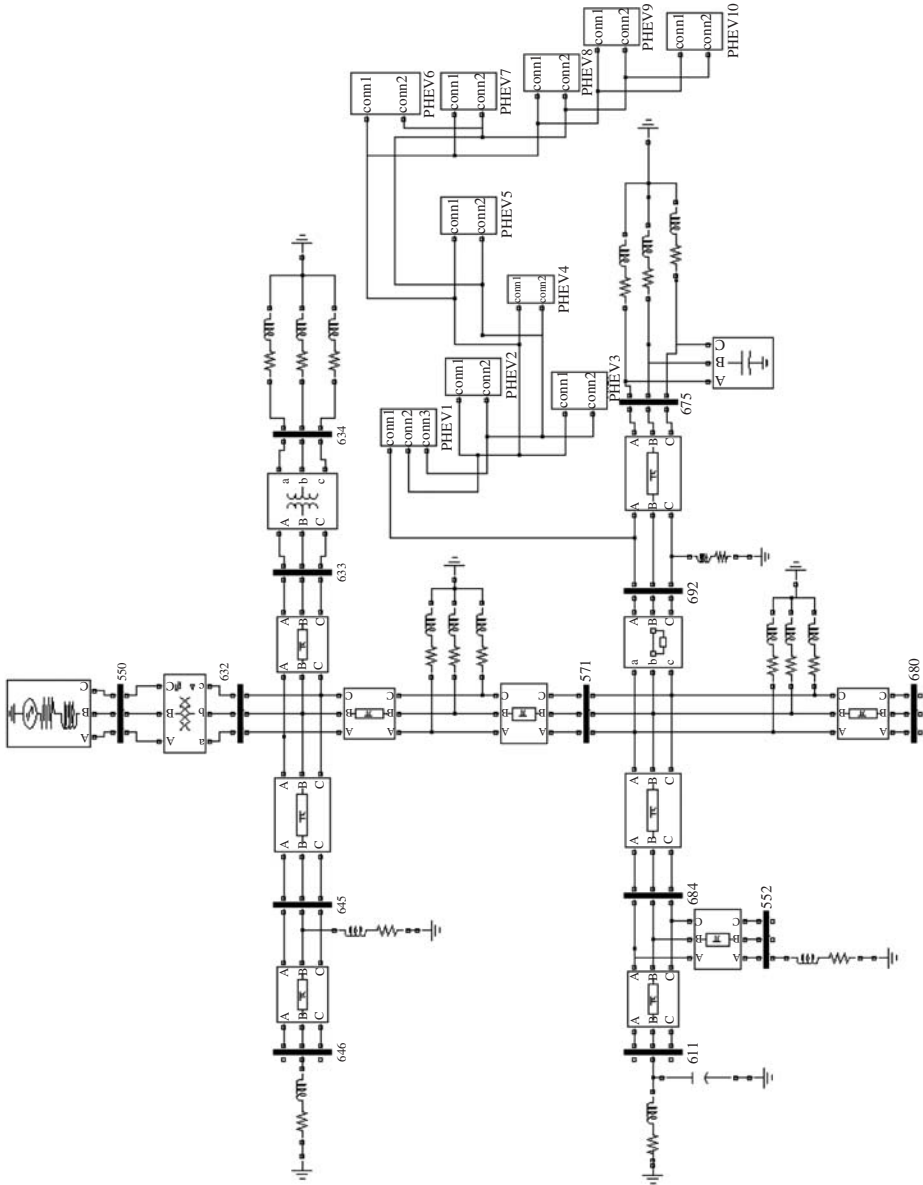 conn1
conn2
PHEV9
conn1
conn2
PHEV10
conn1
conn2
PHEV8
conn1
conn2
PHEV6
conn1
conn2
PHEV7
conn1
conn2
PHEV5
conn1
conn2
PHEV4
conn1
conn2
PHEV2
conn1
conn2
PHEV3
conn1
conn2
conn3
PHEV1
A B C
550
A B C
a b c
632
A B C
A B C
633
A B C
a b c
634
A B C
A B C
645
A B C
A B C
646
A B C
A B C
A B C
A B C
571
a b c
A B C
692
A B C
A B C
675
A B C
A B C
A B C
684
A B C
A B C
611
A B C
A B C
552
A B C
A B C
680